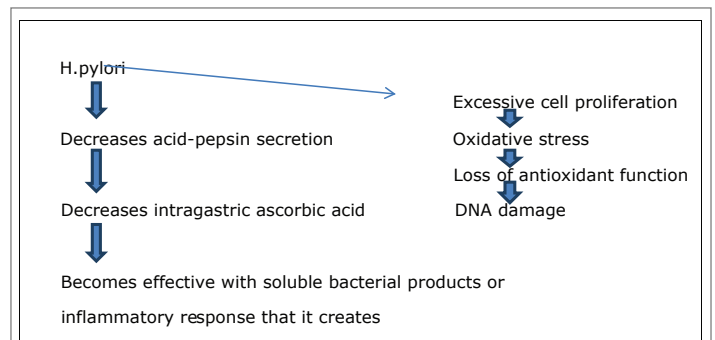 H.pylori
Decreases acid-pepsin secretion
Decreases intragastric ascorbic acid
Becomes effective with soluble bacterial products or
inflammatory response that it creates
Excessive cell proliferation
Oxidative stress
Loss of antioxidant function
DNA damage